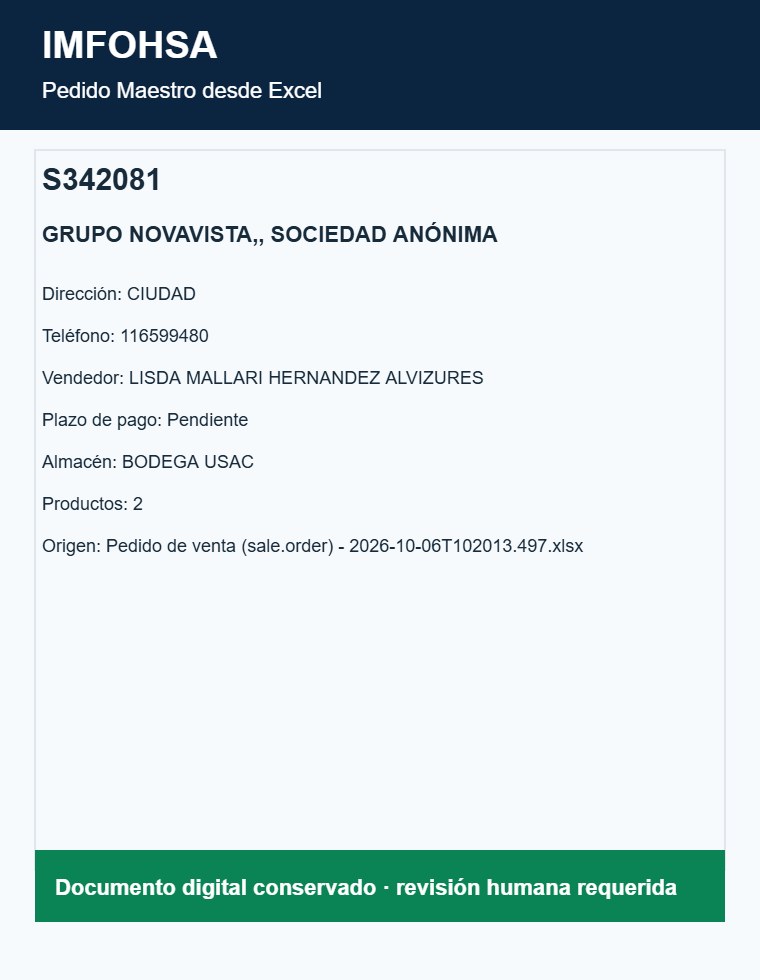 IMFOHSA
Pedido Maestro desde Excel
S342081
GRUPO NOVAVISTA,, SOCIEDAD ANÓNIMA
Dirección: CIUDAD
Teléfono: 116599480
Vendedor: LISDA MALLARI HERNANDEZ ALVIZURES
Plazo de pago: Pendiente
Almacén: BODEGA USAC
Productos: 2
Origen: Pedido de venta (sale.order) - 2026-10-06T102013.497.xlsx
Documento digital conservado · revisión humana requerida